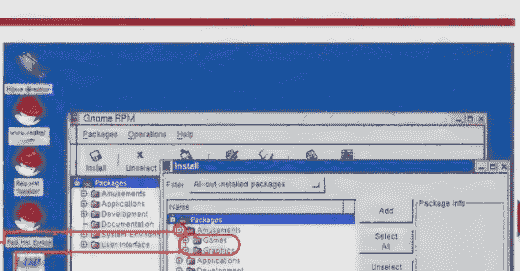 Home directory
Gnome RPM
Packages Operations Help
Install Unselect
Packages
Amusements
Applications
Development
Documentation
User Interface
Install
Filter: All but installed packages
Name
Packages
Amusements
Games
Graphics
Applications
Development
Add
Select
All
Unselect
Package Info